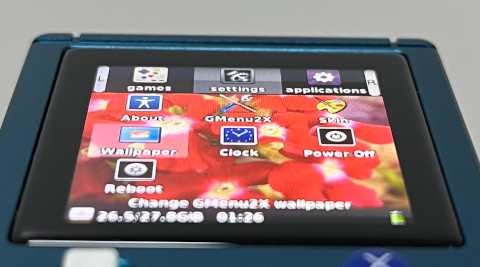 L games settings applications R
About GMenu2X Skin
Wallpaper Clock Power Off
Reboot
Change GMenu2X wallpaper
26.5/27.8GiB 01:26
X